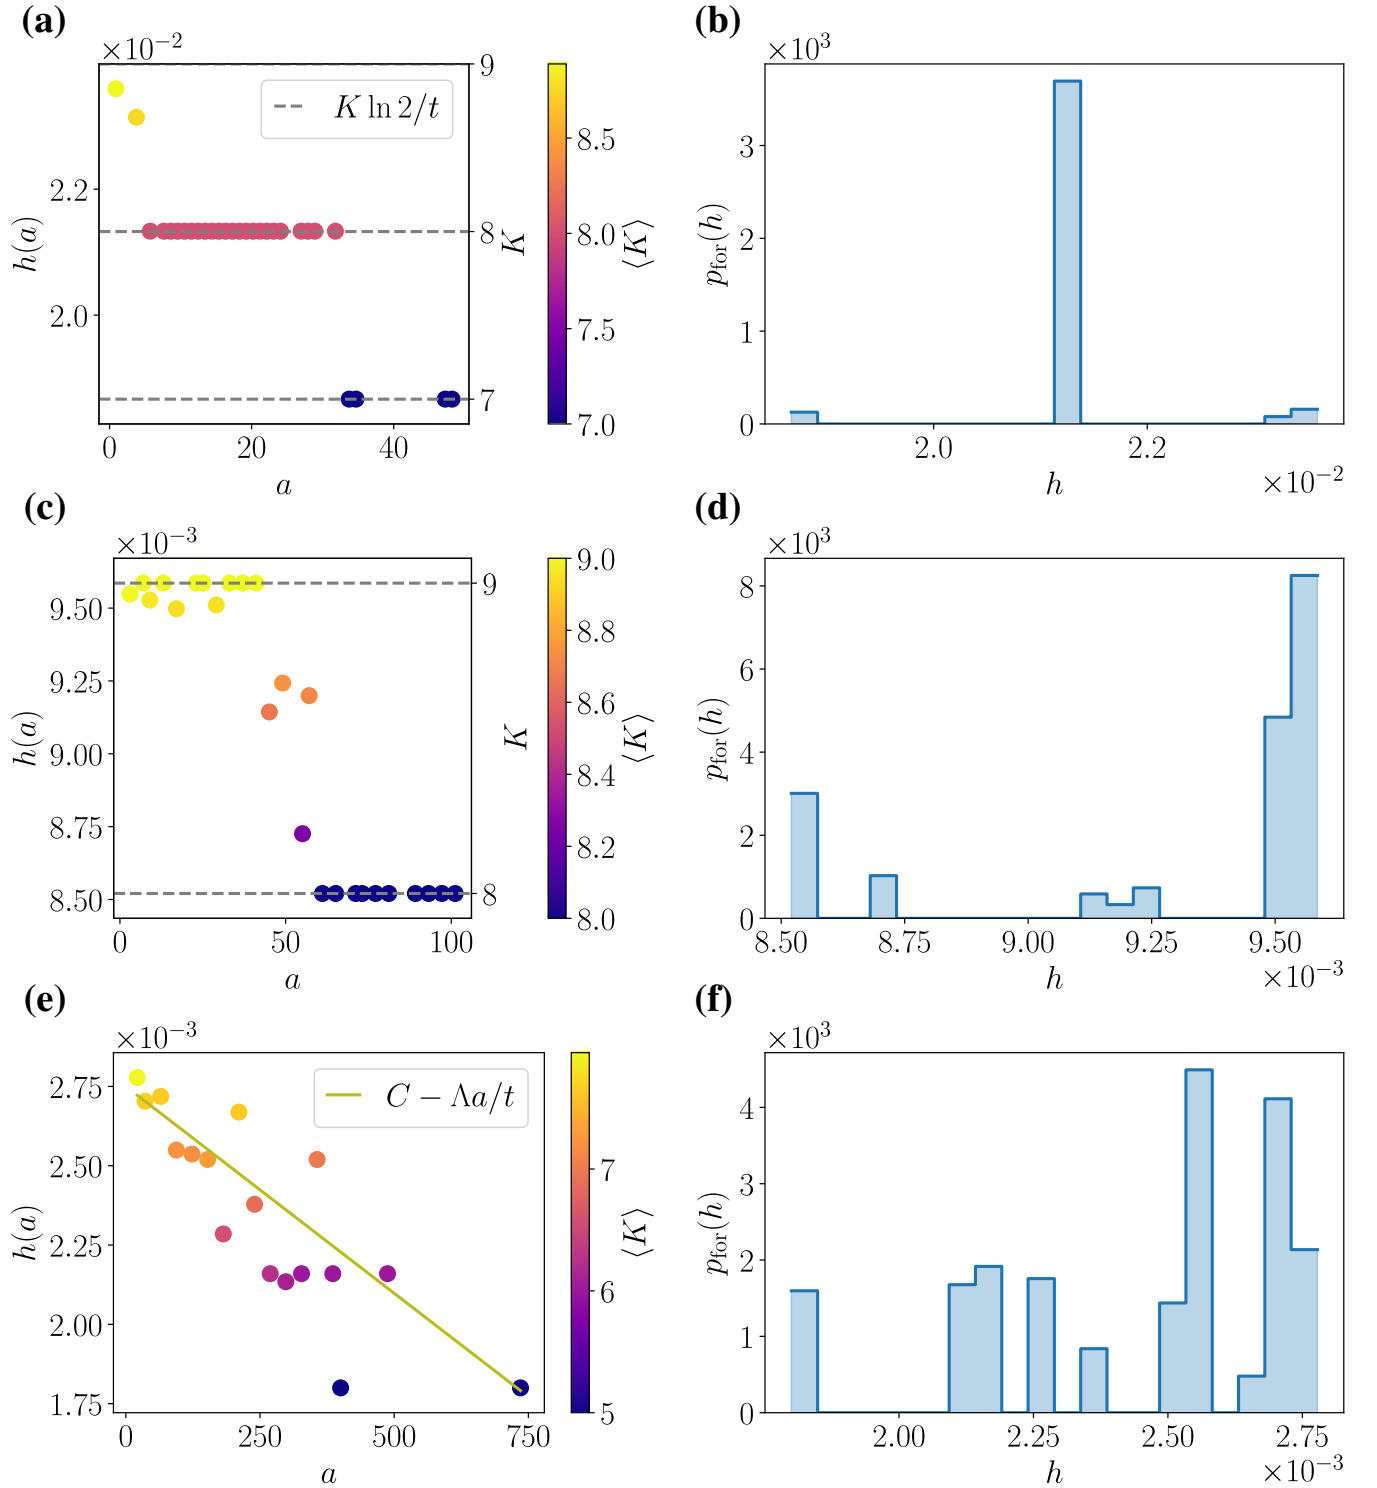 (a)
×10⁻²
h(a)
2.2
2.0
0
20
40
a
K ln 2/t
9
8
7
K
8.5
8.0
7.5
7.0
⟨K⟩
(b)
×10³
p_for(h)
3
2
1
0
2.0
2.2
h
×10⁻²
(c)
×10⁻³
h(a)
9.50
9.25
9.00
8.75
8.50
0
50
100
a
9
8
K
9.0
8.8
8.6
8.4
8.2
8.0
⟨K⟩
(d)
×10³
p_for(h)
8
6
4
2
0
8.50
8.75
9.00
9.25
9.50
h
×10⁻³
(e)
×10⁻³
h(a)
2.75
2.50
2.25
2.00
1.75
0
250
500
750
a
C − Λa/t
7
6
5
⟨K⟩
(f)
×10³
p_for(h)
4
3
2
1
0
2.00
2.25
2.50
2.75
h
×10⁻³